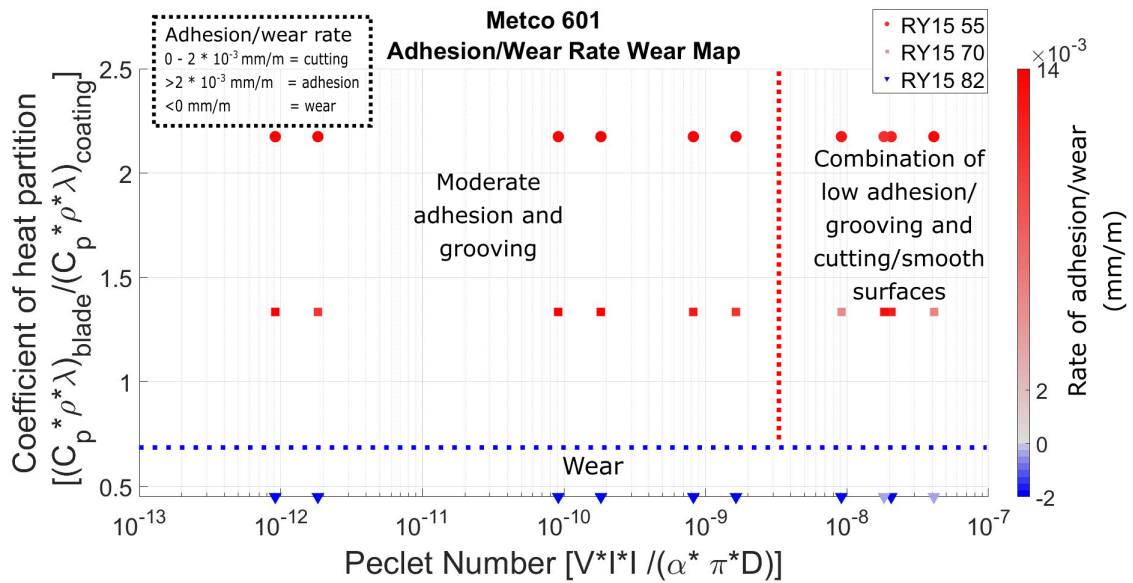 Metco 601
Adhesion/Wear Rate Wear Map
Adhesion/wear rate
0 - 2 * 10⁻³ mm/m = cutting
>2 * 10⁻³ mm/m = adhesion
<0 mm/m = wear
RY15 55
RY15 70
RY15 82
×10⁻³
14
2
0
-2
Rate of adhesion/wear
(mm/m)
Coefficient of heat partition
[(Cₚ*ρ*λ)blade/(Cₚ*ρ*λ)coating]
2.5
2
1.5
1
0.5
Moderate
adhesion and
grooving
Combination of
low adhesion/
grooving and
cutting/smooth
surfaces
Wear
10⁻¹³
10⁻¹²
10⁻¹¹
10⁻¹⁰
10⁻⁹
10⁻⁸
10⁻⁷
Peclet Number [V*I*I /(α* π*D)]